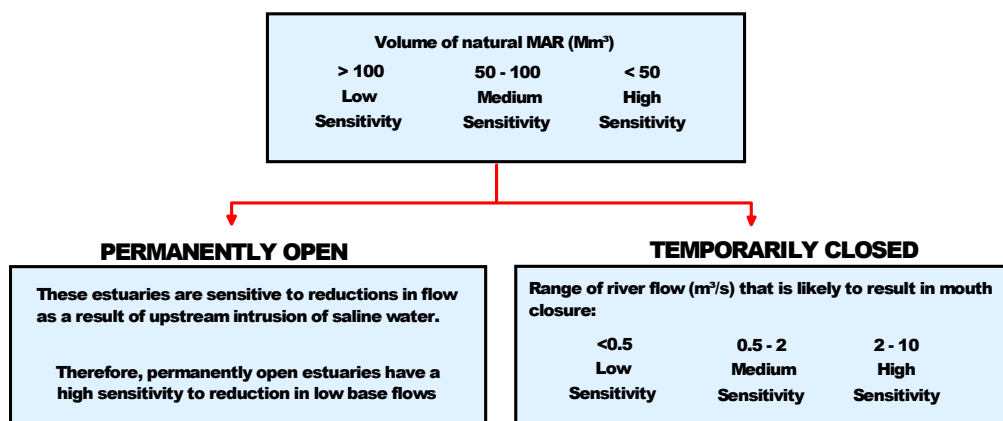 Volume of natural MAR (Mm³)
> 100 50 - 100 < 50
Low Medium High
Sensitivity Sensitivity Sensitivity
PERMANENTLY OPEN
These estuaries are sensitive to reductions in flow
as a result of upstream intrusion of saline water.
Therefore, permanently open estuaries have a
high sensitivity to reduction in low base flows
TEMPORARILY CLOSED
Range of river flow (m³/s) that is likely to result in mouth
closure:
<0.5 0.5 - 2 2 - 10
Low Medium High
Sensitivity Sensitivity Sensitivity